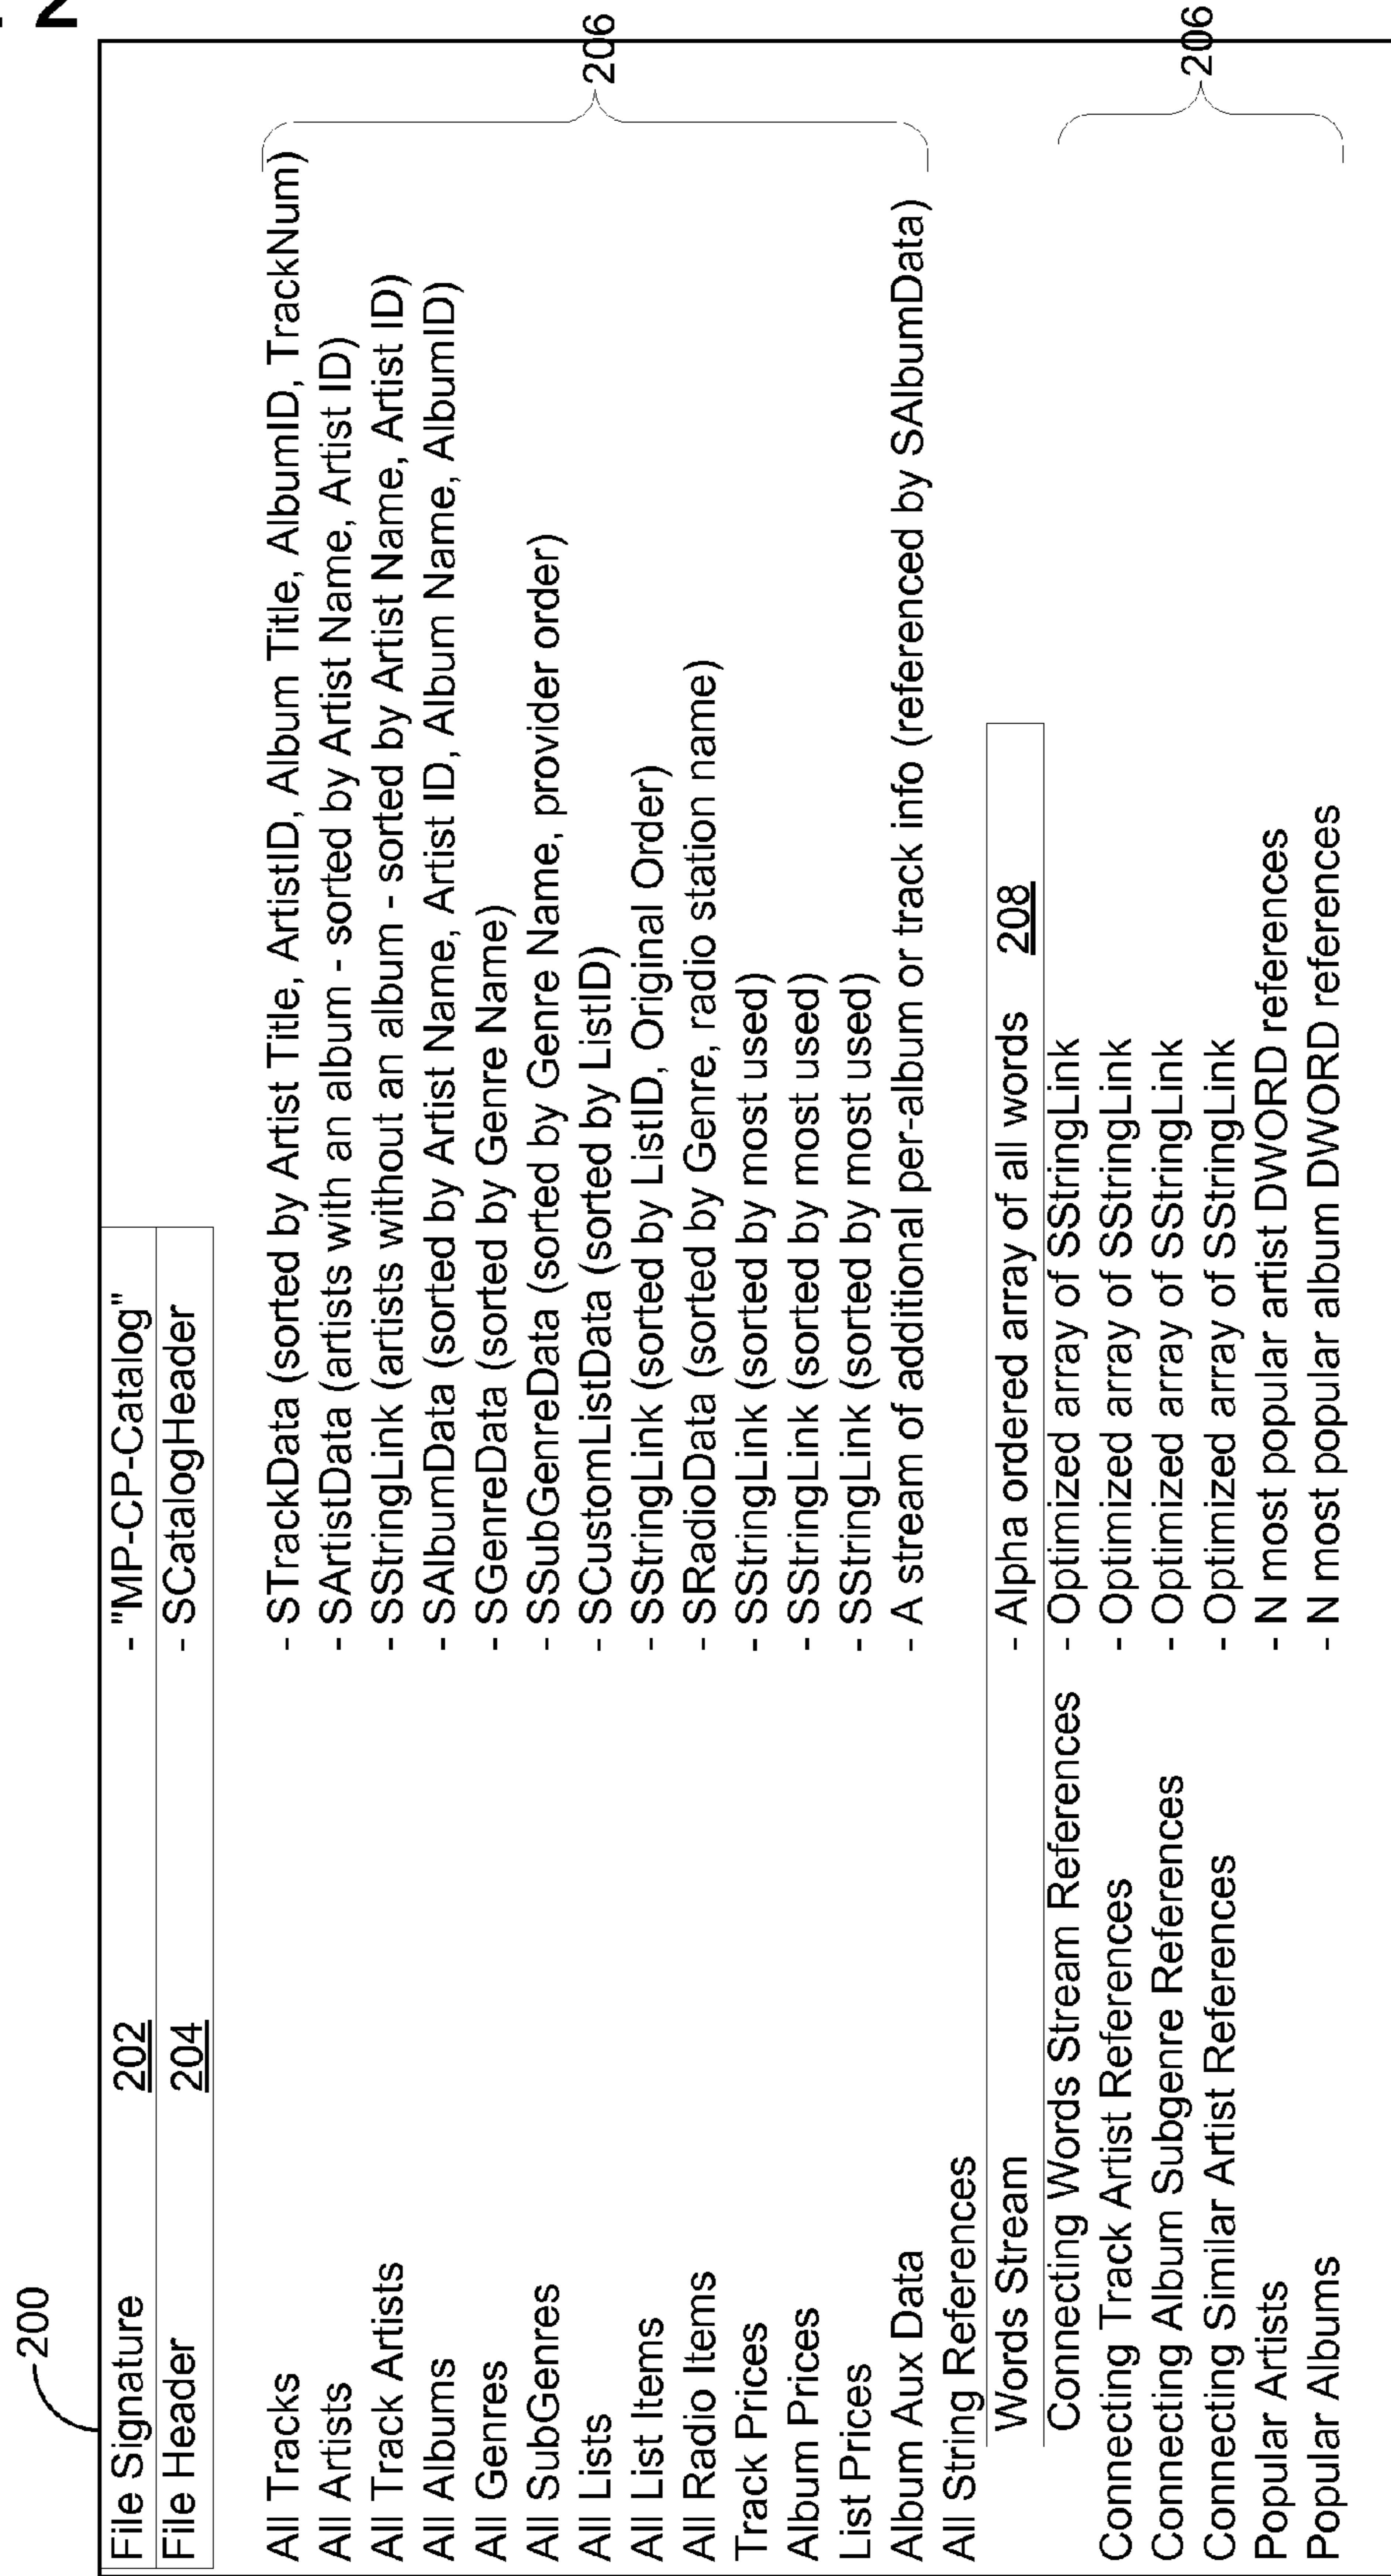 2
200
File Signature 202 - "MP-CP-Catalog"
File Header 204 - SCatalogHeader
All Tracks - STrackData (sorted by Artist Title, ArtistID, Album Title, AlbumID, TrackNum)
All Artists - SArtistData (artists with an album - sorted by Artist Name, Artist ID)
All Track Artists - SStringLink (artists without an album - sorted by Artist Name, Artist ID)
All Albums - SAlbumData (sorted by Artist Name, Artist ID, Album Name, AlbumID)
All Genres - SGenreData (sorted by Genre Name)
All SubGenres - SSubGenreData (sorted by Genre Name, provider order)
All Lists - SCustomListData (sorted by ListID)
206
All List Items - SStringLink (sorted by ListID, Original Order)
All Radio Items - SRadioData (sorted by Genre, radio station name)
Track Prices - SStringLink (sorted by most used)
Album Prices - SStringLink (sorted by most used)
List Prices - SStringLink (sorted by most used)
Album Aux Data - A stream of additional per-album or track info (referenced by SAlbumData)
All String References
Words Stream - Alpha ordered array of all words 208
Connecting Words Stream References - Optimized array of SStringLink
Connecting Track Artist References - Optimized array of SStringLink
Connecting Album Subgenre References - Optimized array of SStringLink
206
Connecting Similar Artist References - Optimized array of SStringLink
Popular Artists - N most popular artist DWORD references
Popular Albums - N most popular album DWORD references